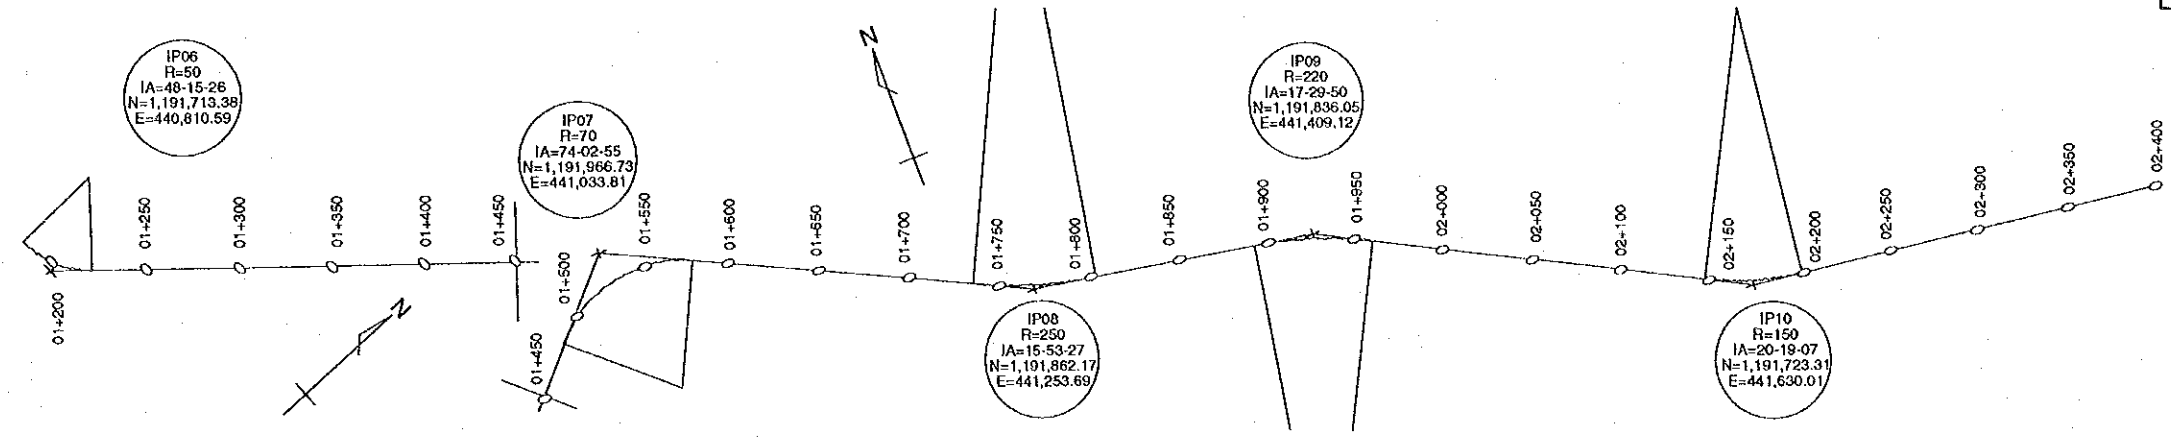 IP06
R=50
IA=48-15-26
N=1,191,713.38
E=440,810.59
01+200
01+250
01+300
01+350
01+400
01+450
N
IP07
R=70
IA=74-02-55
N=1,191,966.73
E=441,033.81
01+450
01+500
01+550
01+600
01+650
01+700
N
01+750
01+800
IP08
R=250
IA=15-53-27
N=1,191,862.17
E=441,253.69
01+850
01+900
IP09
R=220
IA=17-29-50
N=1,191,836.05
E=441,409.12
01+950
02+000
02+050
02+100
02+150
02+200
IP10
R=150
IA=20-19-07
N=1,191,723.31
E=441,630.01
02+250
02+300
02+350
02+400